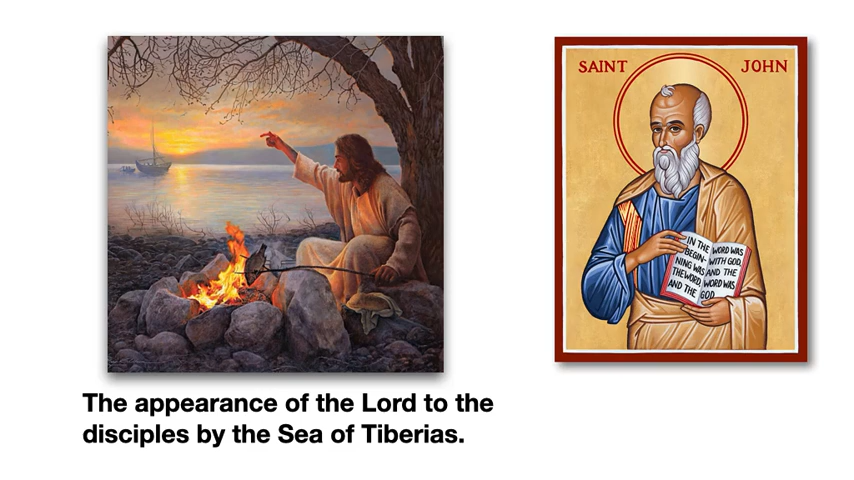 SAINT JOHN
IN THE
BEGIN-
NING WAS
THE WORD
AND THE
WORD WAS
WITH GOD,
AND THE
WORD WAS
GOD
The appearance of the Lord to the
disciples by the Sea of Tiberias.